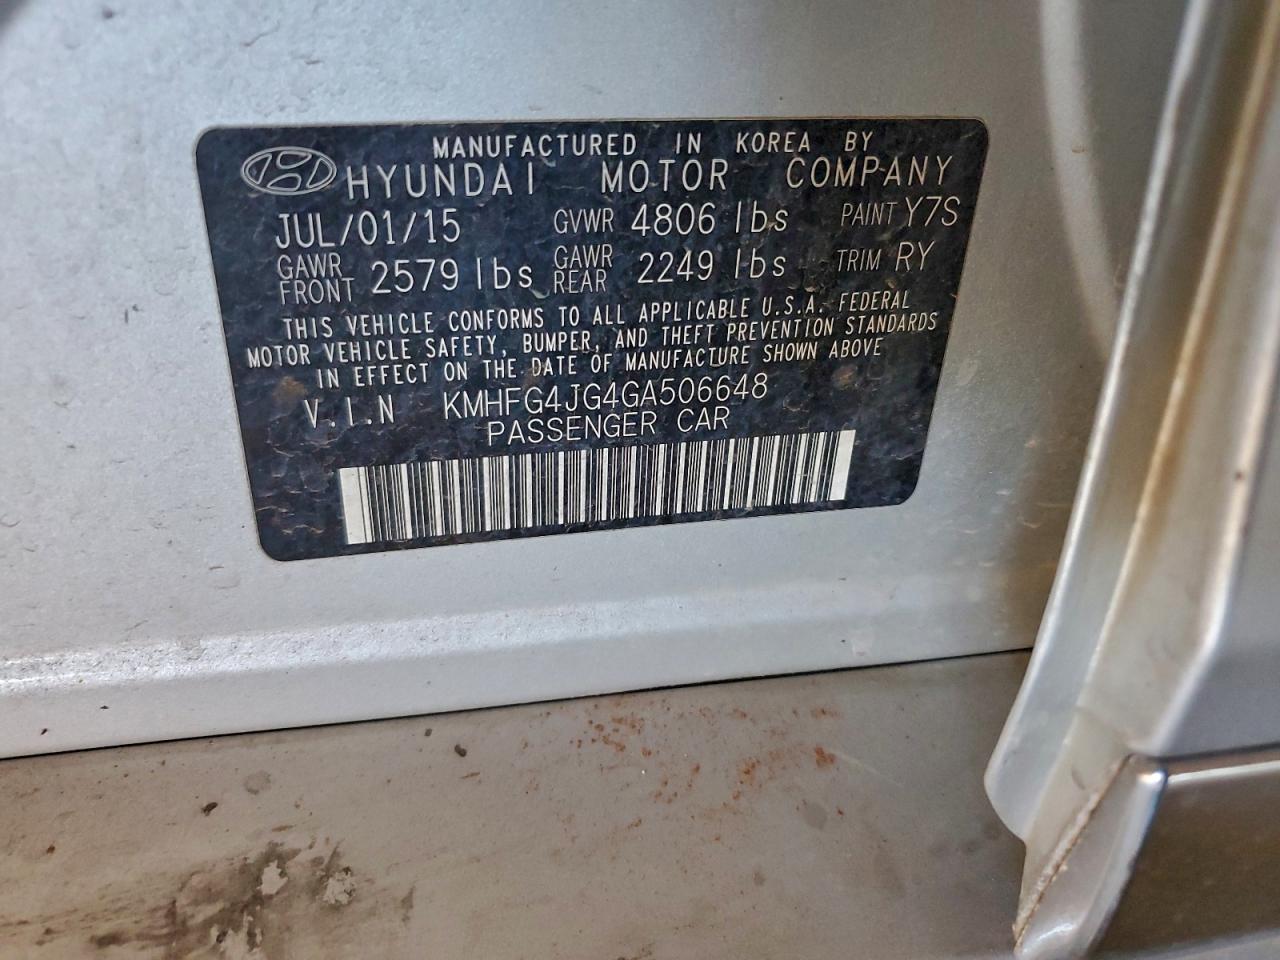 MANUFACTURED IN KOREA BY
HYUNDAI MOTOR COMPANY
JUL/01/15 GVWR 4806 lbs PAINT Y7S
GAWR FRONT 2579 lbs GAWR REAR 2249 lbs TRIM RY
THIS VEHICLE CONFORMS TO ALL APPLICABLE U.S.A. FEDERAL
MOTOR VEHICLE SAFETY, BUMPER, AND THEFT PREVENTION STANDARDS
IN EFFECT ON THE DATE OF MANUFACTURE SHOWN ABOVE
V.I.N KMHFG4JG4GA506648
PASSENGER CAR